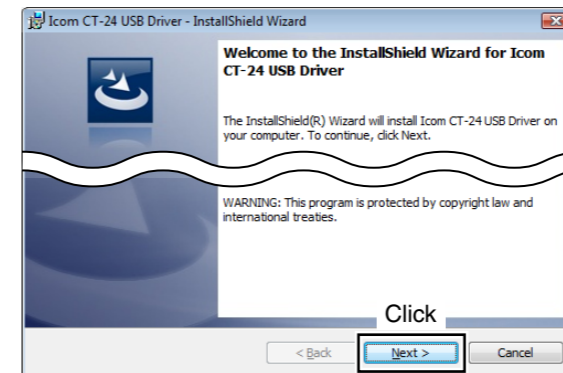 Icom CT-24 USB Driver - InstallShield Wizard
Welcome to the InstallShield Wizard for Icom
CT-24 USB Driver
The InstallShield(R) Wizard will install Icom CT-24 USB Driver on
your computer. To continue, click Next.
WARNING: This program is protected by copyright law and
international treaties.
Click
< Back
Next >
Cancel